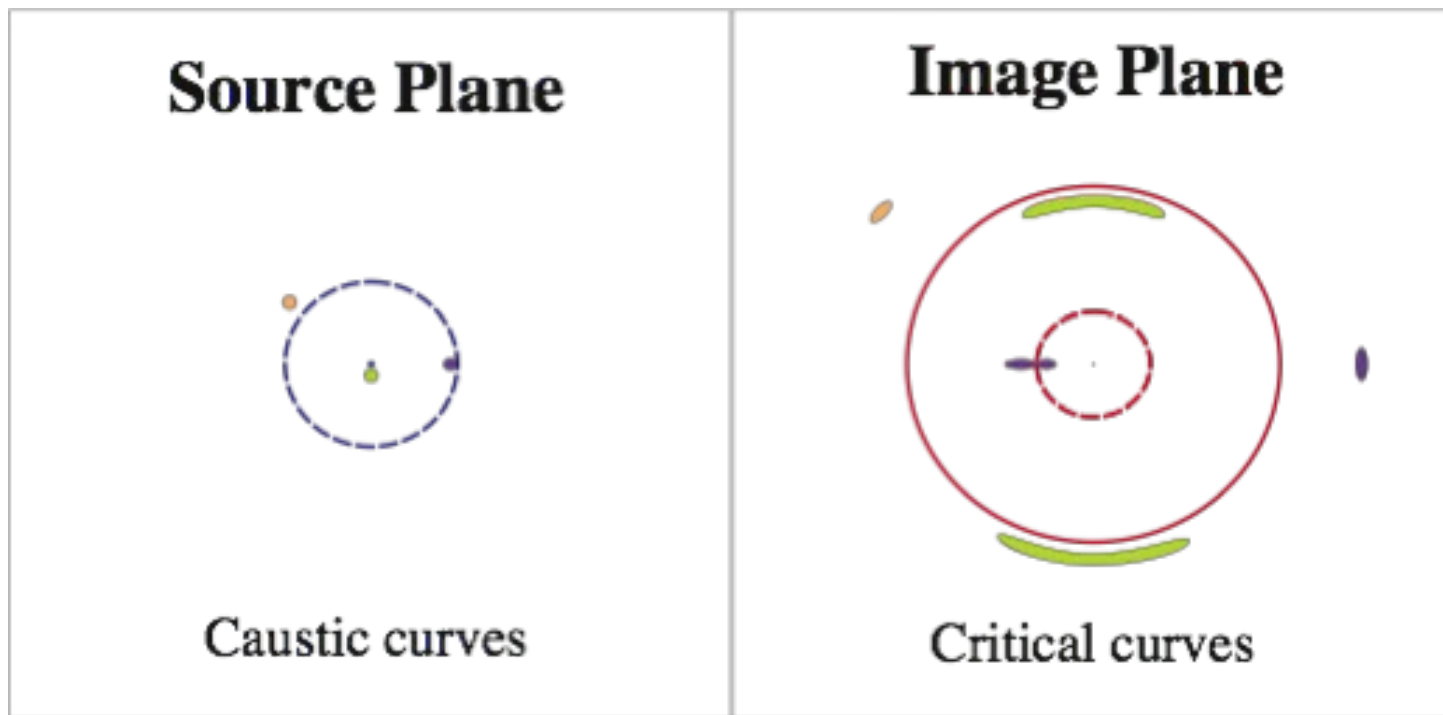 Source Plane
Image Plane
Caustic curves
Critical curves